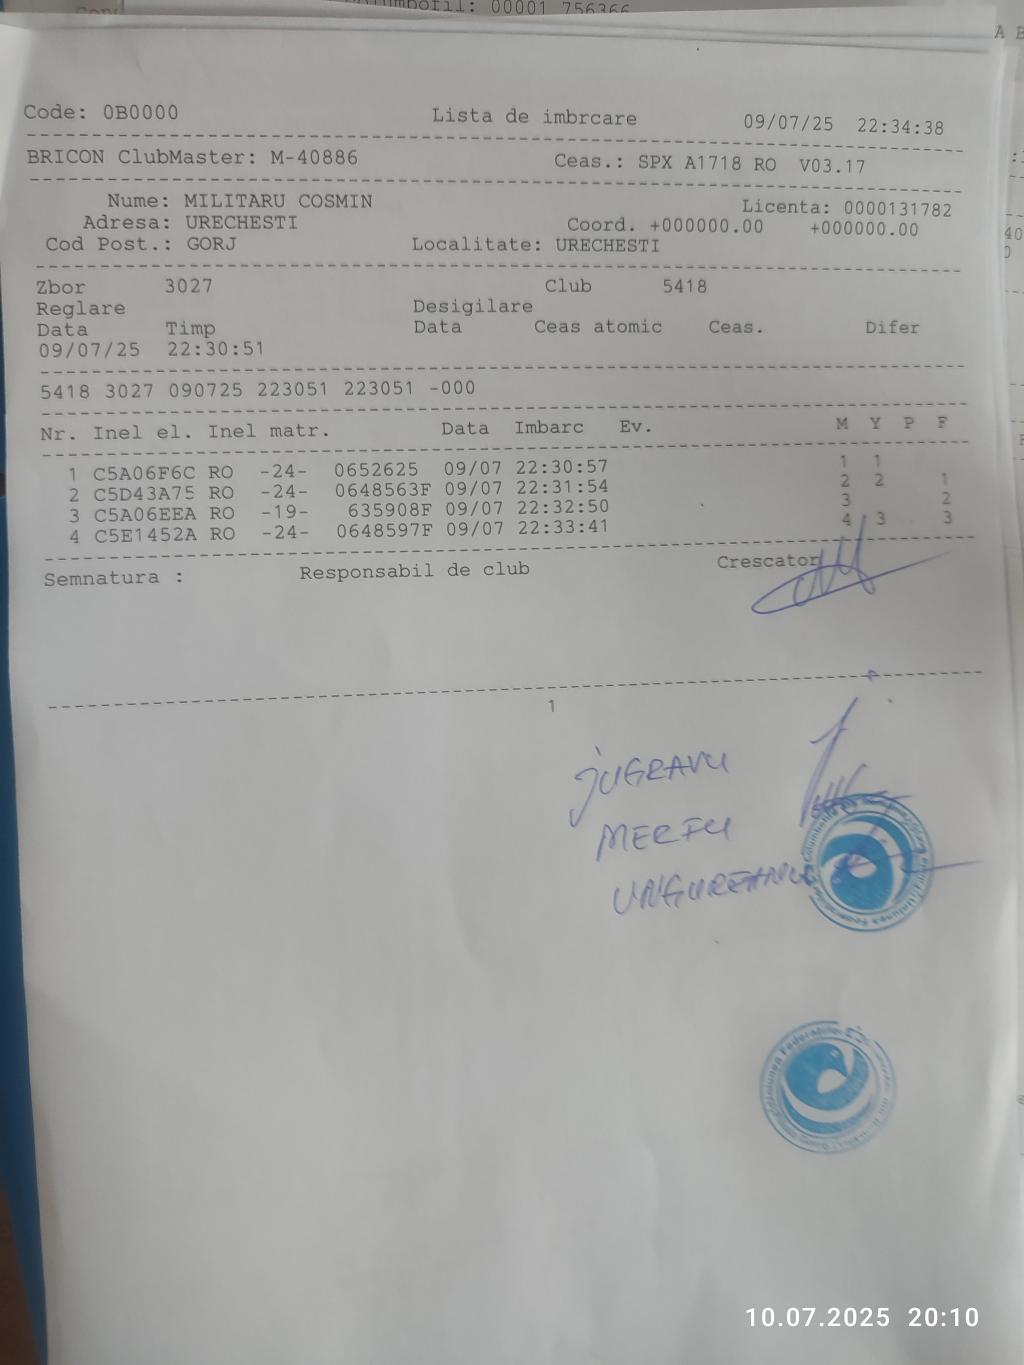 umbofil: 00001 756366
Code: 0B0000 Lista de imbrcare 09/07/25 22:34:38
BRICON ClubMaster: M-40886 Ceas.: SPX A1718 RO V03.17
Nume: MILITARU COSMIN Licenta: 0000131782
Adresa: URECHESTI Coord. +000000.00 +000000.00
Cod Post.: GORJ Localitate: URECHESTI
Zbor 3027 Club 5418
Reglare Desigilare
Data Timp Data Ceas atomic Ceas. Difer
09/07/25 22:30:51
5418 3027 090725 223051 223051 -000
Nr. Inel el. Inel matr. Data Imbarc Ev. M Y P F
1 C5A06F6C RO -24- 0652625 09/07 22:30:57 1 1
2 C5D43A75 RO -24- 0648563F 09/07 22:31:54 2 2 1
3 C5A06EEA RO -19- 635908F 09/07 22:32:50 3 2
4 C5E1452A RO -24- 0648597F 09/07 22:33:41 4 3 3
Semnatura : Responsabil de club Crescator
1
JUGRAVU
MERFU
UNGUREANU
10.07.2025 20:10